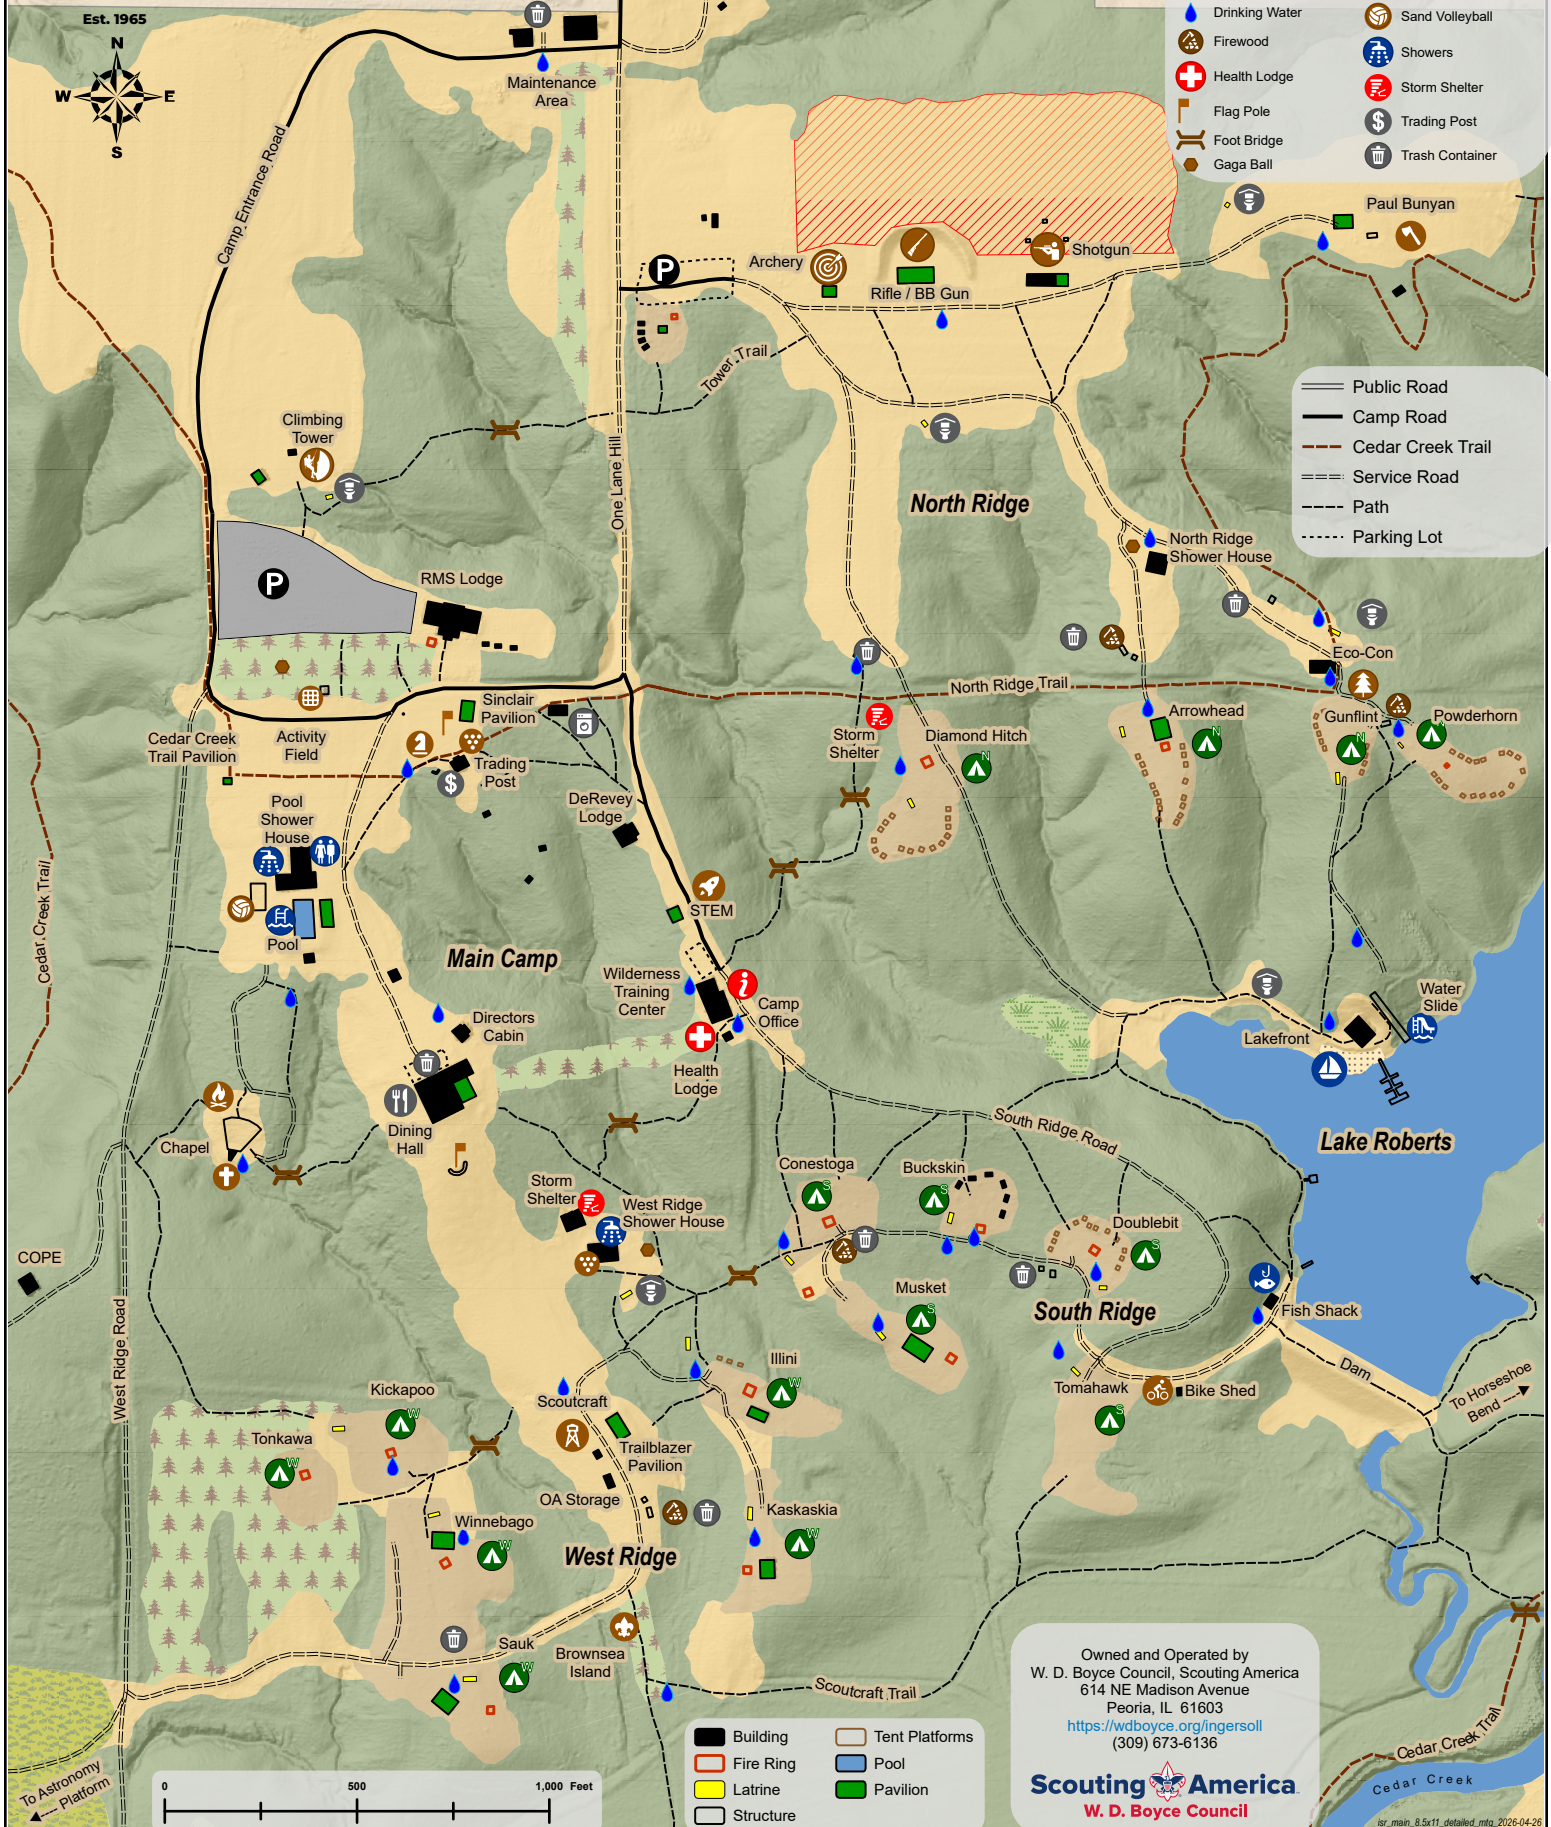 Est. 1965
N
W
E
S
Maintenance
Area
Drinking Water
Firewood
Health Lodge
Flag Pole
Foot Bridge
Gaga Ball
Sand Volleyball
Showers
Storm Shelter
Trading Post
Trash Container
Camp Entrance Road
Paul Bunyan
P
Archery
Rifle / BB Gun
Shotgun
Tower Trail
Public Road
Camp Road
Cedar Creek Trail
Service Road
Path
Parking Lot
Climbing
Tower
One Lane Hill
North Ridge
North Ridge
Shower House
P
RMS Lodge
Eco-Con
North Ridge Trail
Sinclair
Pavilion
Activity
Field
Cedar Creek
Trail Pavilion
Trading
Post
$
Storm
Shelter
Diamond Hitch
N
Arrowhead
N
Gunflint
N
Powderhorn
N
Pool
Shower
House
DeRevey
Lodge
Cedar Creek Trail
STEM
Pool
Main Camp
Wilderness
Training
Center
i
Camp
Office
Directors
Cabin
Health
Lodge
Water
Slide
Lakefront
Lake Roberts
Dining
Hall
Chapel
South Ridge Road
Conestoga
S
Buckskin
S
Storm
Shelter
West Ridge
Shower House
Doublebit
S
COPE
Musket
S
South Ridge
Fish Shack
West Ridge Road
Illini
W
Dam
To Horseshoe
Bend
Tomahawk
S
Bike Shed
Kickapoo
W
Scoutcraft
Tonkawa
W
Trailblazer
Pavilion
OA Storage
Kaskaskia
W
Winnebago
W
West Ridge
Sauk
W
Brownsea
Island
Scoutcraft Trail
Owned and Operated by
W. D. Boyce Council, Scouting America
614 NE Madison Avenue
Peoria, IL 61603
https://wdboyce.org/ingersoll
(309) 673-6136
Scouting America
W. D. Boyce Council
Cedar Creek Trail
Cedar Creek
To Astronomy
Platform
0 500 1,000 Feet
Building
Fire Ring
Latrine
Structure
Tent Platforms
Pool
Pavilion
isr_main_8.5x11_detailed_mtg_2026-04-26